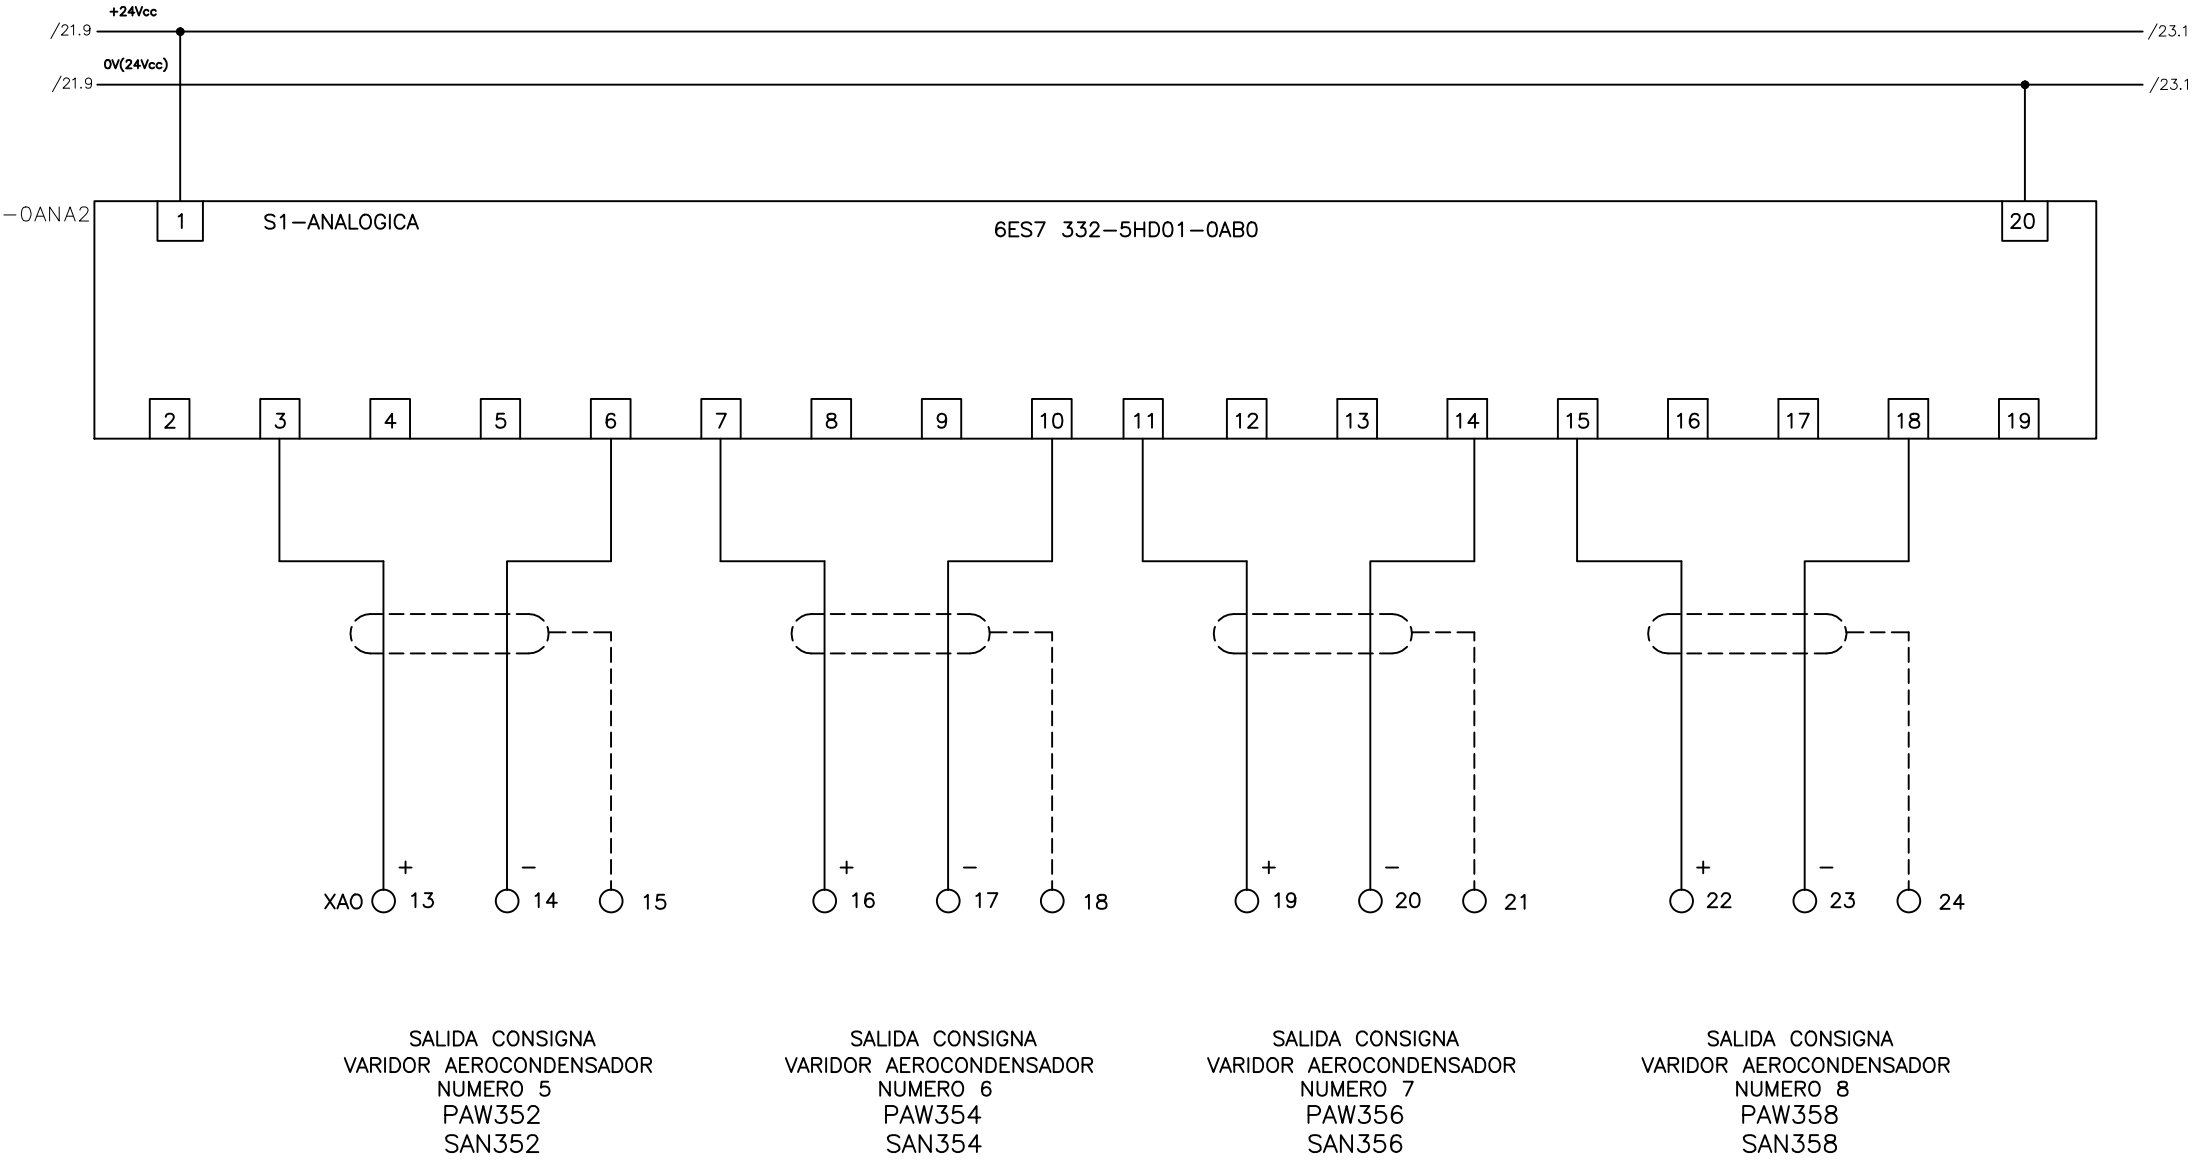 +24Vcc
/21.9 /23.1
0V(24Vcc)
/21.9 /23.1
-0ANA2 1 S1-ANALOGICA 6ES7 332-5HD01-0AB0 20
2 3 4 5 6 7 8 9 10 11 12 13 14 15 16 17 18 19
+ - + - + - + -
XAO 13 14 15 16 17 18 19 20 21 22 23 24
SALIDA CONSIGNA
VARIDOR AEROCONDENSADOR
NUMERO 5
PAW352
SAN352
SALIDA CONSIGNA
VARIDOR AEROCONDENSADOR
NUMERO 6
PAW354
SAN354
SALIDA CONSIGNA
VARIDOR AEROCONDENSADOR
NUMERO 7
PAW356
SAN356
SALIDA CONSIGNA
VARIDOR AEROCONDENSADOR
NUMERO 8
PAW358
SAN358